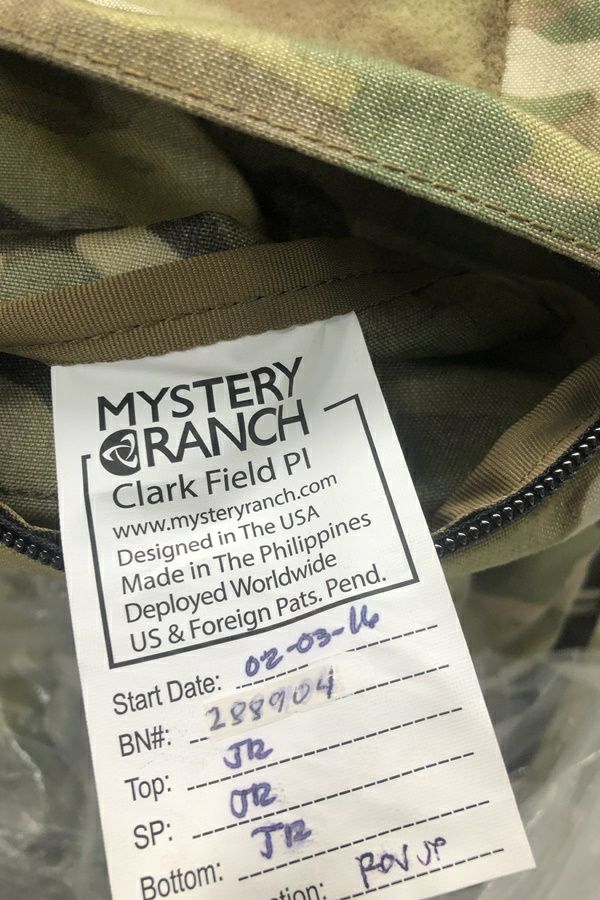 MYSTERY
RANCH
Clark Field PI
www.mysteryranch.com
Designed in The USA
Made in The Philippines
Deployed Worldwide
US & Foreign Pats. Pend.
Start Date: 02-03-16
BN#: 288904
Top: JR
SP: JR
Bottom: JR